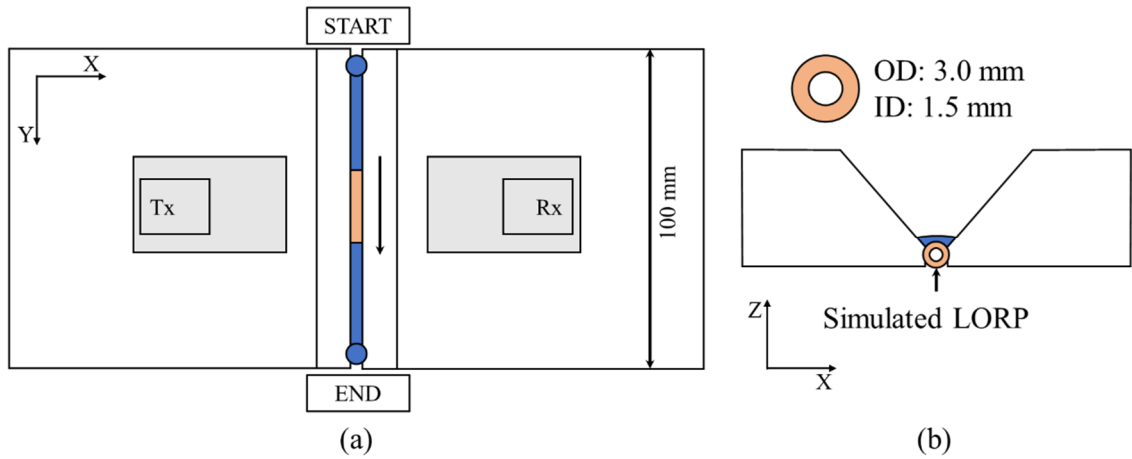 START
X
Y
Tx
Rx
100 mm
END
(a)
OD: 3.0 mm
ID: 1.5 mm
Simulated LORP
Z
X
(b)